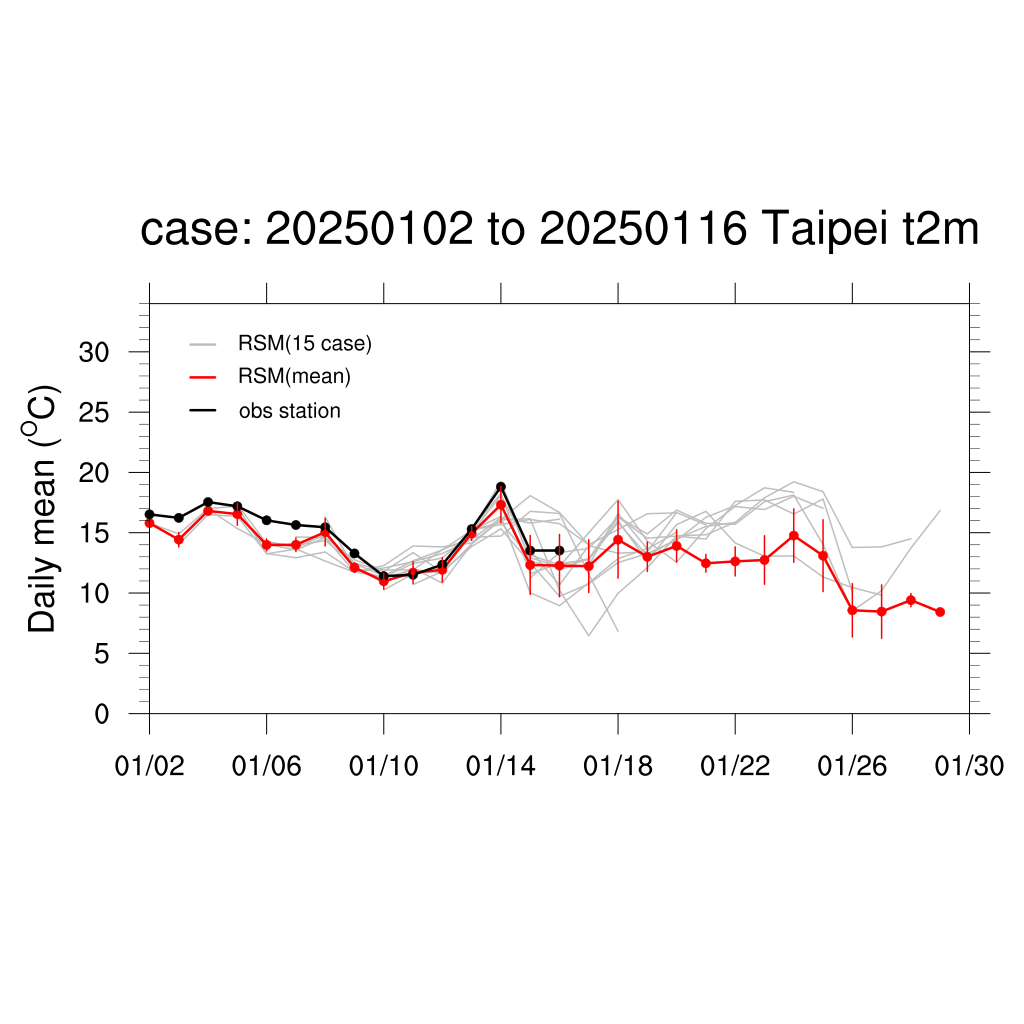 case: 20250102 to 20250116 Taipei t2m
RSM(15 case)
RSM(mean)
obs station
Daily mean (°C)
30
25
20
15
10
5
0
01/02 01/06 01/10 01/14 01/18 01/22 01/26 01/30